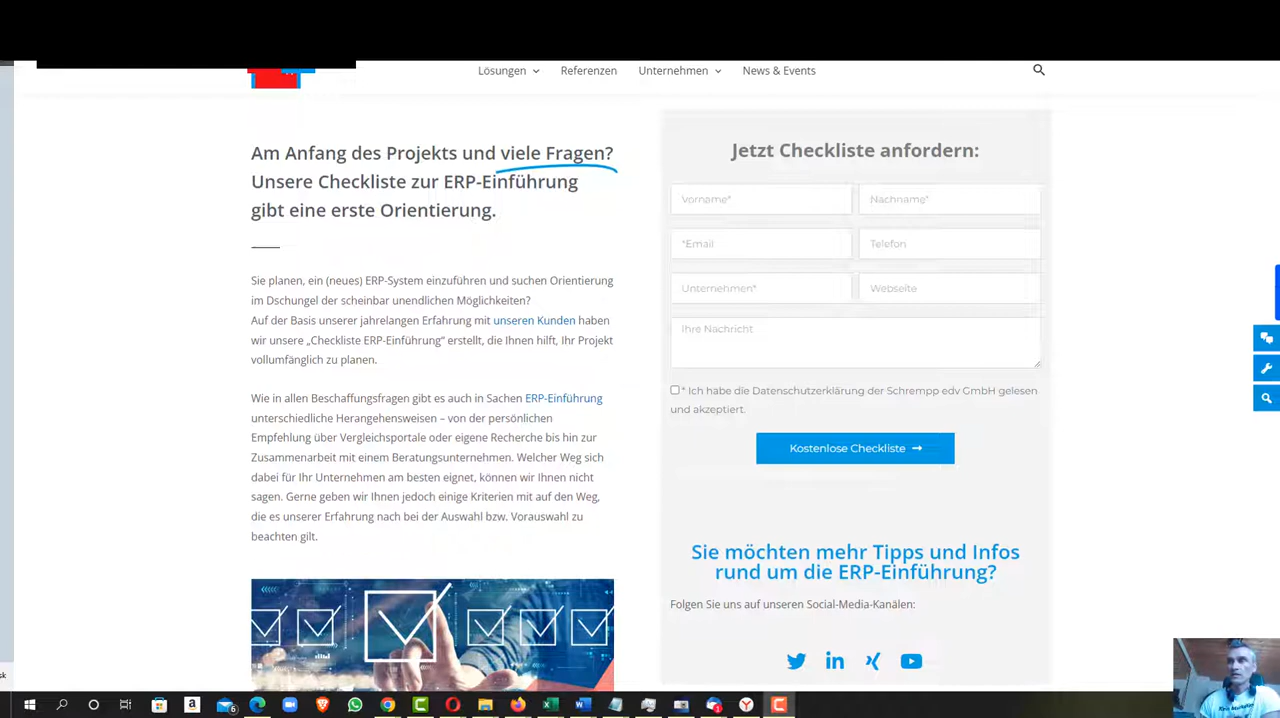 Lösungen
Referenzen
Unternehmen
News & Events
Am Anfang des Projekts und viele Fragen?
Unsere Checkliste zur ERP-Einführung
gibt eine erste Orientierung.
Sie planen, ein (neues) ERP-System einzuführen und suchen Orientierung
im Dschungel der scheinbar unendlichen Möglichkeiten?
Auf der Basis unserer jahrelangen Erfahrung mit unseren Kunden haben
wir unsere „Checkliste ERP-Einführung“ erstellt, die Ihnen hilft, Ihr Projekt
vollumfänglich zu planen.
Wie in allen Beschaffungsfragen gibt es auch in Sachen ERP-Einführung
unterschiedliche Herangehensweisen – von der persönlichen
Empfehlung über Vergleichsportale oder eigene Recherche bis hin zur
Zusammenarbeit mit einem Beratungsunternehmen. Welcher Weg sich
dabei für Ihr Unternehmen am besten eignet, können wir Ihnen nicht
sagen. Gerne geben wir Ihnen jedoch einige Kriterien mit auf den Weg,
die es unserer Erfahrung nach bei der Auswahl bzw. Vorauswahl zu
beachten gilt.
Jetzt Checkliste anfordern:
Vorname*
Nachname*
*Email
Telefon
Unternehmen*
Webseite
Ihre Nachricht
* Ich habe die Datenschutzerklärung der Schrempp edv GmbH gelesen
und akzeptiert.
Kostenlose Checkliste
Sie möchten mehr Tipps und Infos
rund um die ERP-Einführung?
Folgen Sie uns auf unseren Social-Media-Kanälen: